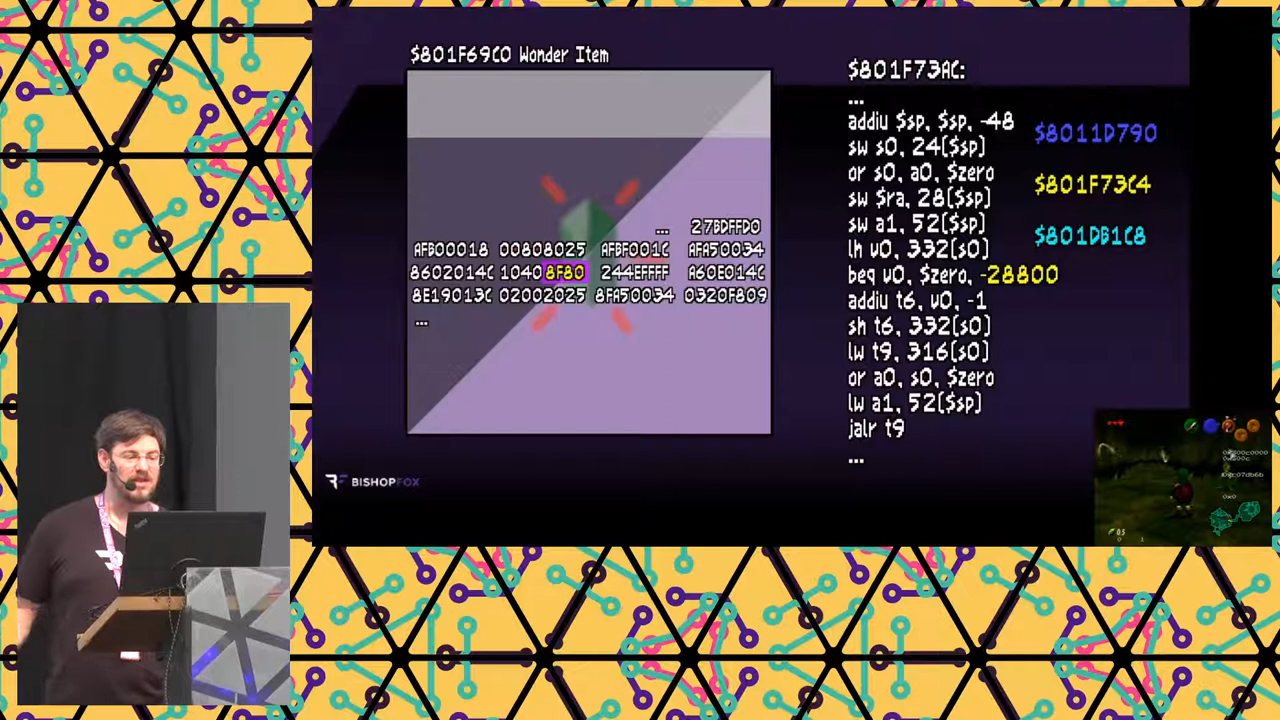 $801F69C0 Wonder Item
... 27BDFFD0
AFB00018 00808025 AFBF001C AFA50034
8602014C 10408F80 244EFFFF A60E014C
8E19013C 02002025 8FA50034 0320F809
...
BISHOPFOX
$801F73AC:
...
addiu $sp, $sp, -48
sw s0, 24[$sp]
or s0, a0, $zero
sw $ra, 28[$sp]
sw a1, 52[$sp]
lh v0, 332[s0]
beq v0, $zero, -28800
addiu t6, v0, -1
sh t6, 332[s0]
lw t9, 316[s0]
or a0, s0, $zero
lw a1, 52[$sp]
jalr t9
...
$8011D790
$801F73C4
$801DB1C8
05